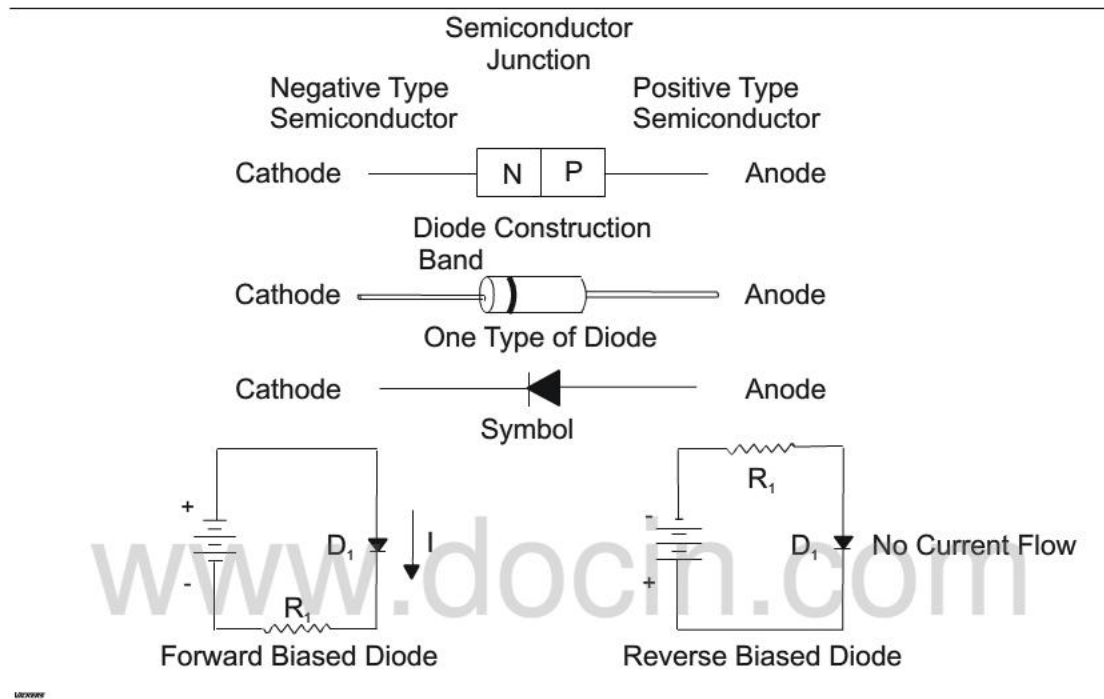 Semiconductor
Junction
Negative Type
Semiconductor
Positive Type
Semiconductor
Cathode
N
P
Anode
Diode Construction
Band
Cathode
Anode
One Type of Diode
Cathode
Anode
Symbol
+
-
D₁
I
R₁
Forward Biased Diode
R₁
-
+
D₁
No Current Flow
Reverse Biased Diode
www.docin.com
VICKERS